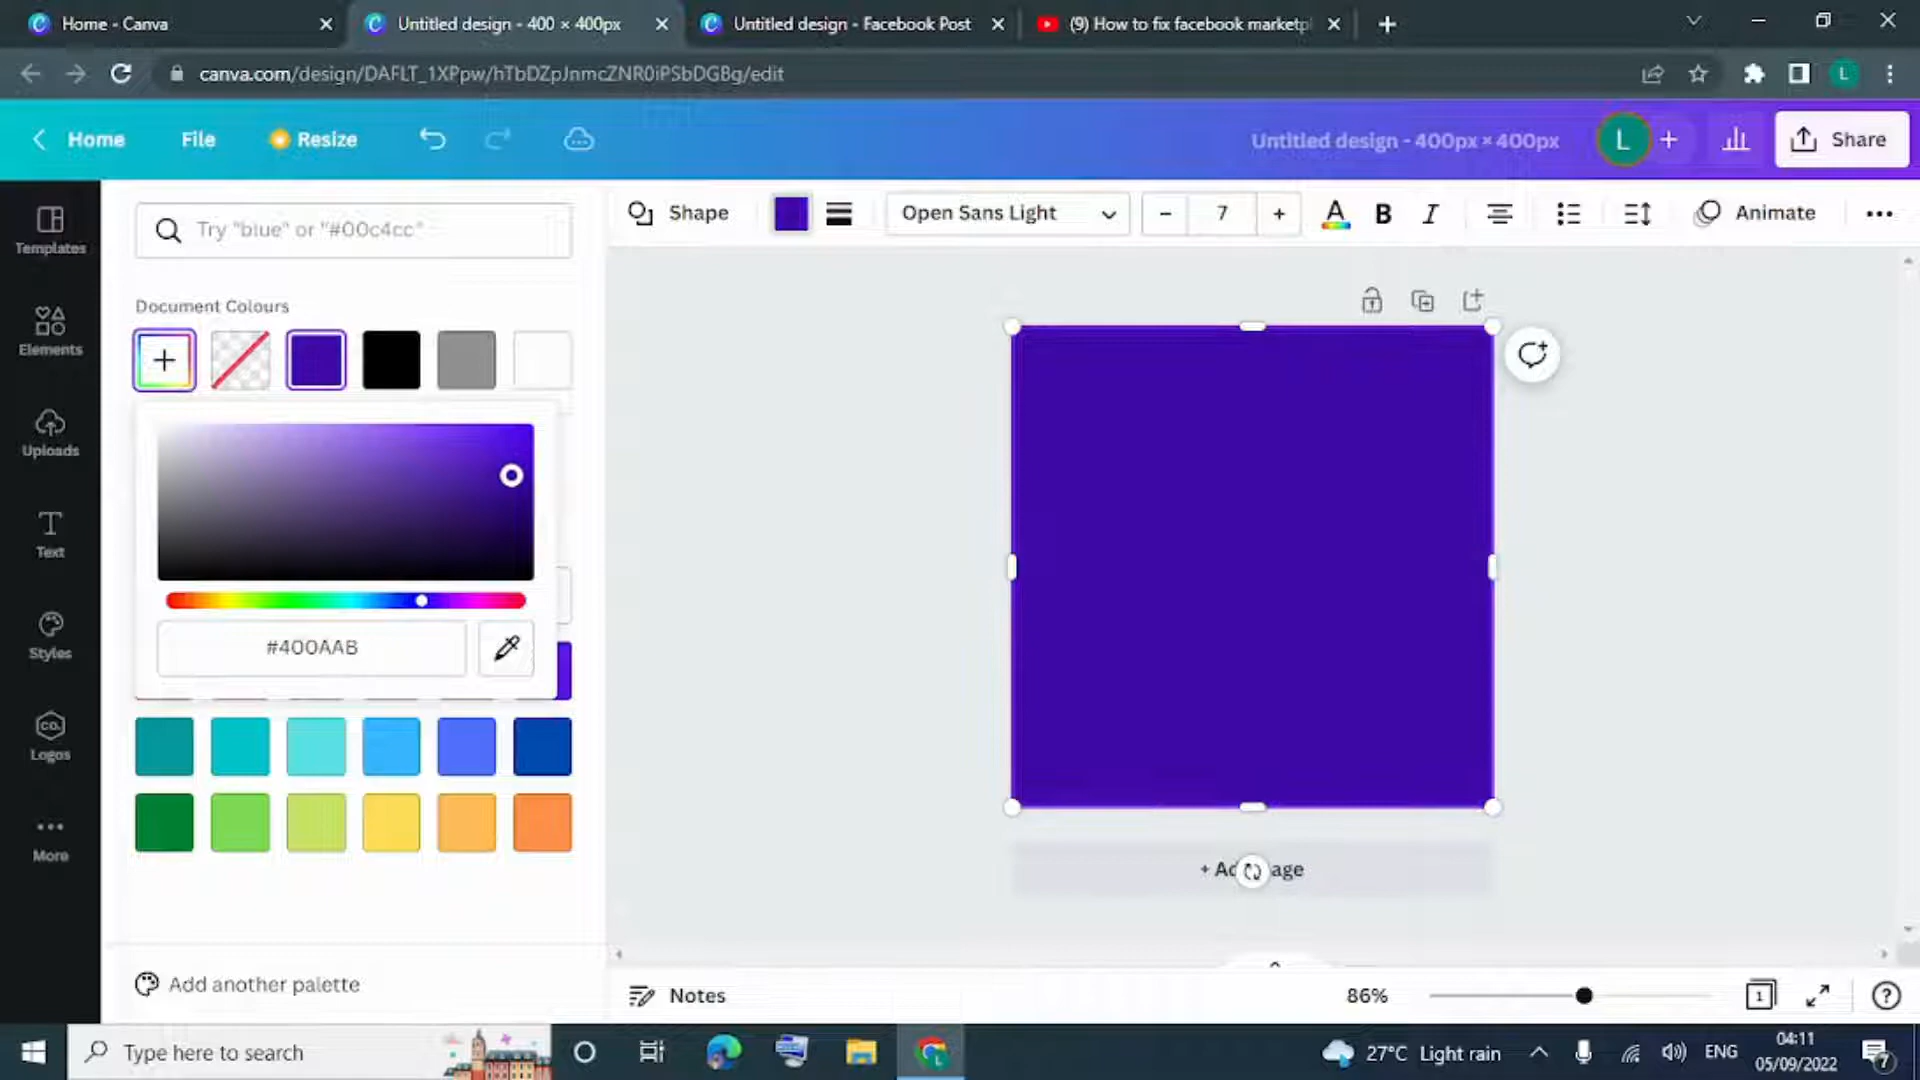 Home - Canva
Untitled design - 400 × 400px
Untitled design - Facebook Post
(9) How to fix facebook marketpl
canva.com/design/DAFLT_1XPpw/hTbDZpJnmcZNR0iPSbDGBg/edit
L
Home
File
Resize
Untitled design - 400px × 400px
L
Share
Templates
Elements
Uploads
Text
Styles
CO.
Logos
More
Try "blue" or "#00c4cc"
Shape
Open Sans Light
7
A
B
I
Animate
Document Colours
#400AAB
+ Ad age
Add another palette
Notes
86%
1
?
Type here to search
27°C Light rain
ENG
04:11
05/09/2022
7